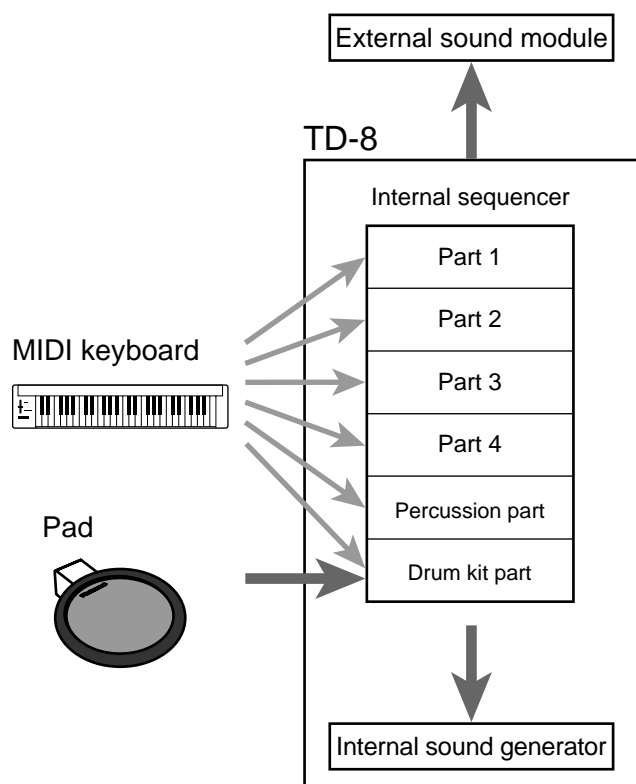 External sound module
TD-8
Internal sequencer
Part 1
Part 2
MIDI keyboard
Part 3
Part 4
Percussion part
Pad
Drum kit part
Internal sound generator